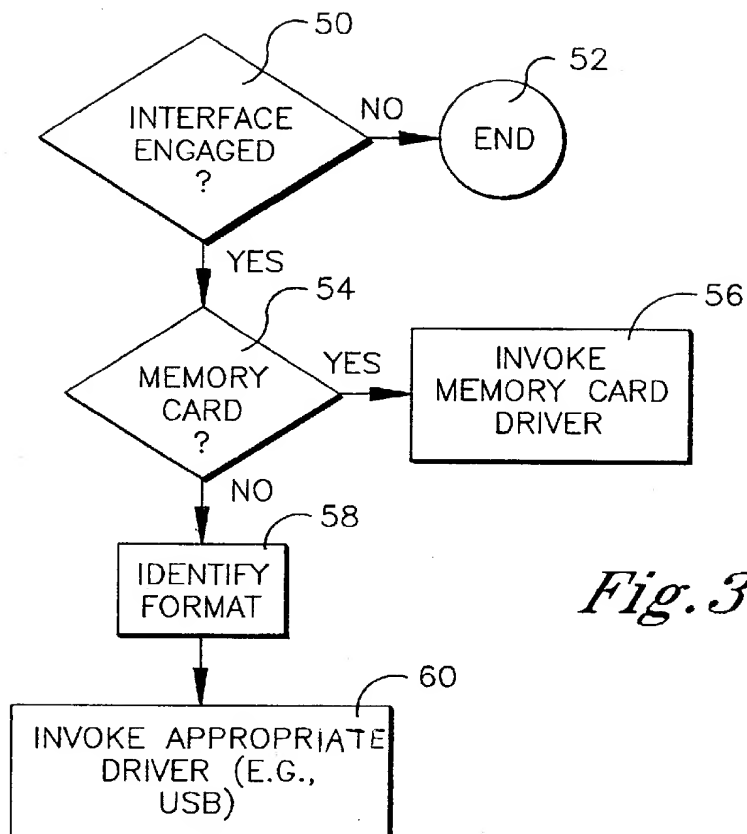 50
52
INTERFACE
ENGAGED
?
NO
END
YES
54
56
MEMORY
CARD
?
YES
INVOKE
MEMORY CARD
DRIVER
NO
58
IDENTIFY
FORMAT
Fig.3
60
INVOKE APPROPRIATE
DRIVER (E.G.,
USB)